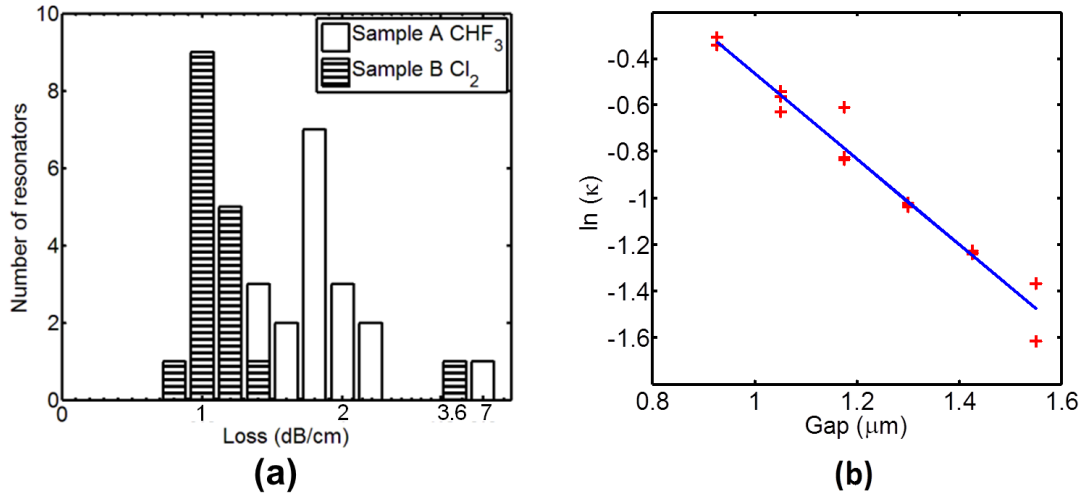 10
8
6
4
2
0
Number of resonators
Sample A CHF3
Sample B Cl2
0
1
2
3.6
7
Loss (dB/cm)
(a)
-0.4
-0.6
-0.8
-1
-1.2
-1.4
-1.6
ln (κ)
0.8
1
1.2
1.4
1.6
Gap (μm)
(b)